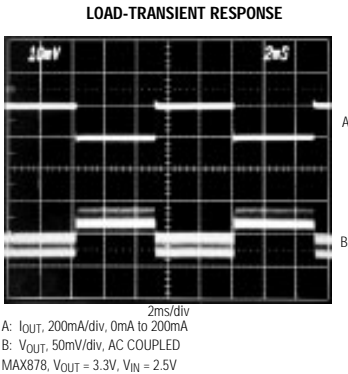 LOAD-TRANSIENT RESPONSE
10mV 2mS
A
B
2ms/div
A: IOUT, 200mA/div, 0mA to 200mA
B: VOUT, 50mV/div, AC COUPLED
MAX878, VOUT = 3.3V, VIN = 2.5V